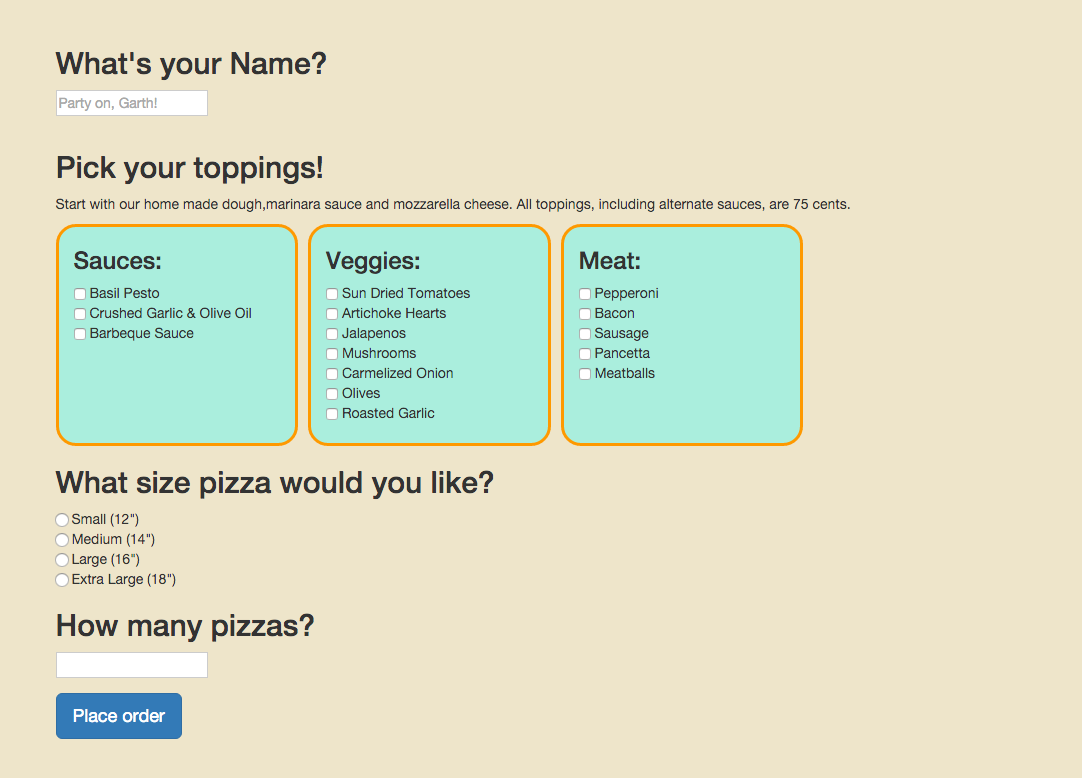 What's your Name?
Party on, Garth!
Pick your toppings!
Start with our home made dough,marinara sauce and mozzarella cheese. All toppings, including alternate sauces, are 75 cents.
Sauces:
Basil Pesto
Crushed Garlic & Olive Oil
Barbeque Sauce
Veggies:
Sun Dried Tomatoes
Artichoke Hearts
Jalapenos
Mushrooms
Carmelized Onion
Olives
Roasted Garlic
Meat:
Pepperoni
Bacon
Sausage
Pancetta
Meatballs
What size pizza would you like?
Small (12")
Medium (14")
Large (16")
Extra Large (18")
How many pizzas?
Place order